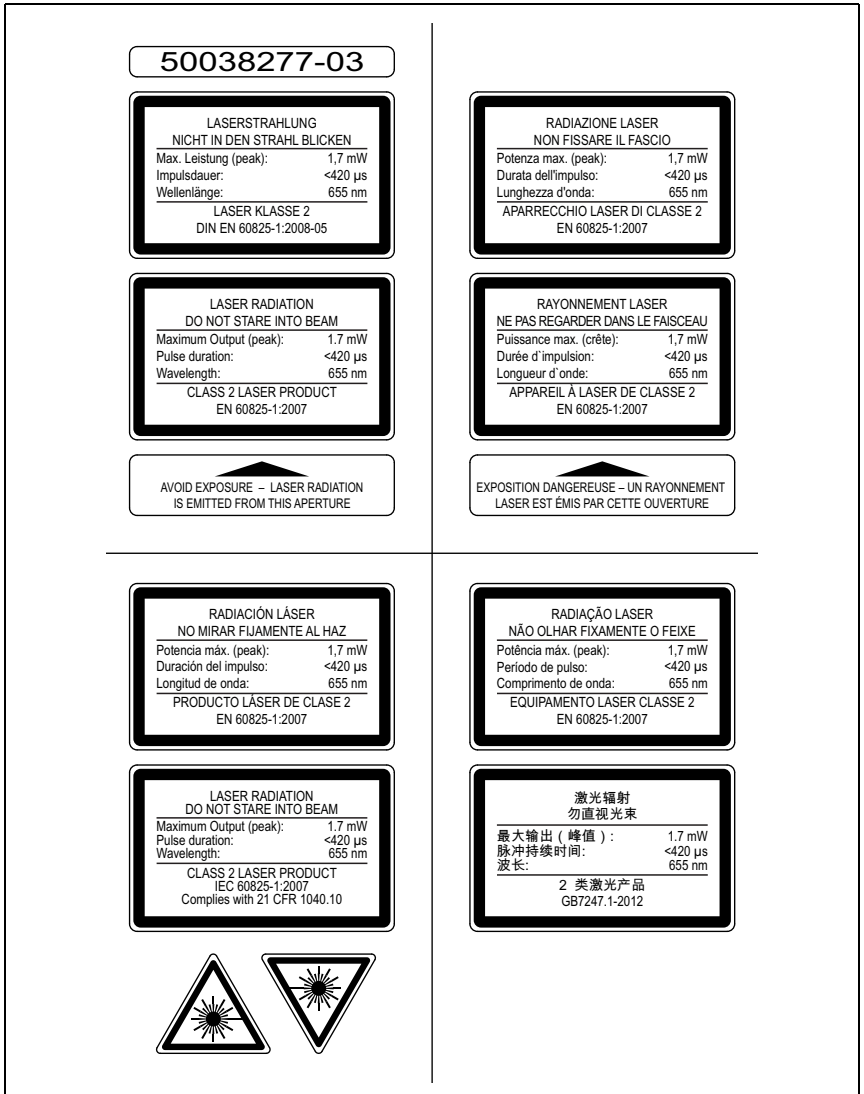 50038277-03
LASERSTRAHLUNG
NICHT IN DEN STRAHL BLICKEN
Max. Leistung (peak): 1,7 mW
Impulsdauer: <420 µs
Wellenlänge: 655 nm
LASER KLASSE 2
DIN EN 60825-1:2008-05
LASER RADIATION
DO NOT STARE INTO BEAM
Maximum Output (peak): 1.7 mW
Pulse duration: <420 µs
Wavelength: 655 nm
CLASS 2 LASER PRODUCT
EN 60825-1:2007
AVOID EXPOSURE – LASER RADIATION
IS EMITTED FROM THIS APERTURE
RADIAZIONE LASER
NON FISSARE IL FASCIO
Potenza max. (peak): 1,7 mW
Durata dell'impulso: <420 µs
Lunghezza d'onda: 655 nm
APARRECCHIO LASER DI CLASSE 2
EN 60825-1:2007
RAYONNEMENT LASER
NE PAS REGARDER DANS LE FAISCEAU
Puissance max. (crête): 1,7 mW
Durée d`impulsion: <420 µs
Longueur d`onde: 655 nm
APPAREIL À LASER DE CLASSE 2
EN 60825-1:2007
EXPOSITION DANGEREUSE – UN RAYONNEMENT
LASER EST ÉMIS PAR CETTE OUVERTURE
RADIACIÓN LÁSER
NO MIRAR FIJAMENTE AL HAZ
Potencia máx. (peak): 1,7 mW
Duración del impulso: <420 µs
Longitud de onda: 655 nm
PRODUCTO LÁSER DE CLASE 2
EN 60825-1:2007
LASER RADIATION
DO NOT STARE INTO BEAM
Maximum Output (peak): 1.7 mW
Pulse duration: <420 µs
Wavelength: 655 nm
CLASS 2 LASER PRODUCT
IEC 60825-1:2007
Complies with 21 CFR 1040.10
RADIAÇÃO LASER
NÃO OLHAR FIXAMENTE O FEIXE
Potência máx. (peak): 1,7 mW
Período de pulso: <420 µs
Comprimento de onda: 655 nm
EQUIPAMENTO LASER CLASSE 2
EN 60825-1:2007
激光辐射
勿直视光束
最大输出（峰值）: 1.7 mW
脉冲持续时间: <420 µs
波长: 655 nm
2 类激光产品
GB7247.1-2012